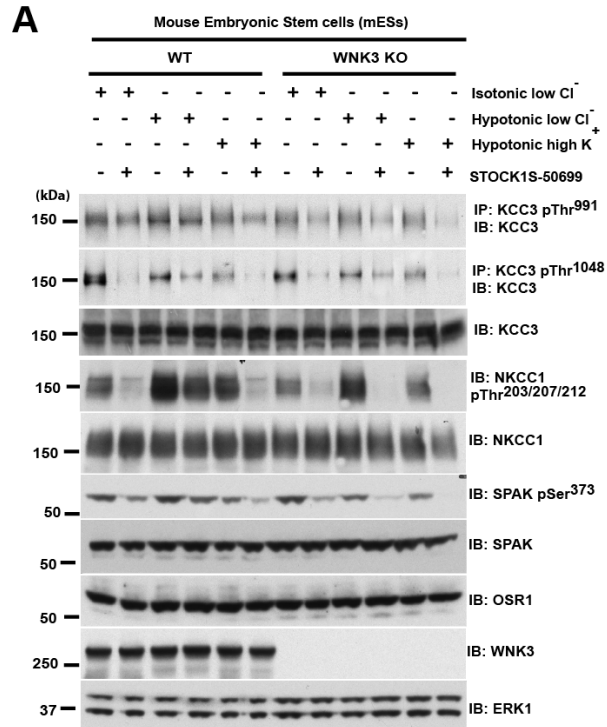 A
Mouse Embryonic Stem cells (mESs)
WT WNK3 KO
+ + - - - - + + - - - - Isotonic low Cl-
- - + + - - - - + + - - Hypotonic low Cl-
- - - - + + - - - - + + Hypotonic high K+
- + - + - + - + - + - + STOCK1S-50699
(kDa)
150 IP: KCC3 pThr991
IB: KCC3
150 IP: KCC3 pThr1048
IB: KCC3
150 IB: KCC3
150 IB: NKCC1
pThr203/207/212
150 IB: NKCC1
50 IB: SPAK pSer373
50 IB: SPAK
50 IB: OSR1
250 IB: WNK3
37 IB: ERK1